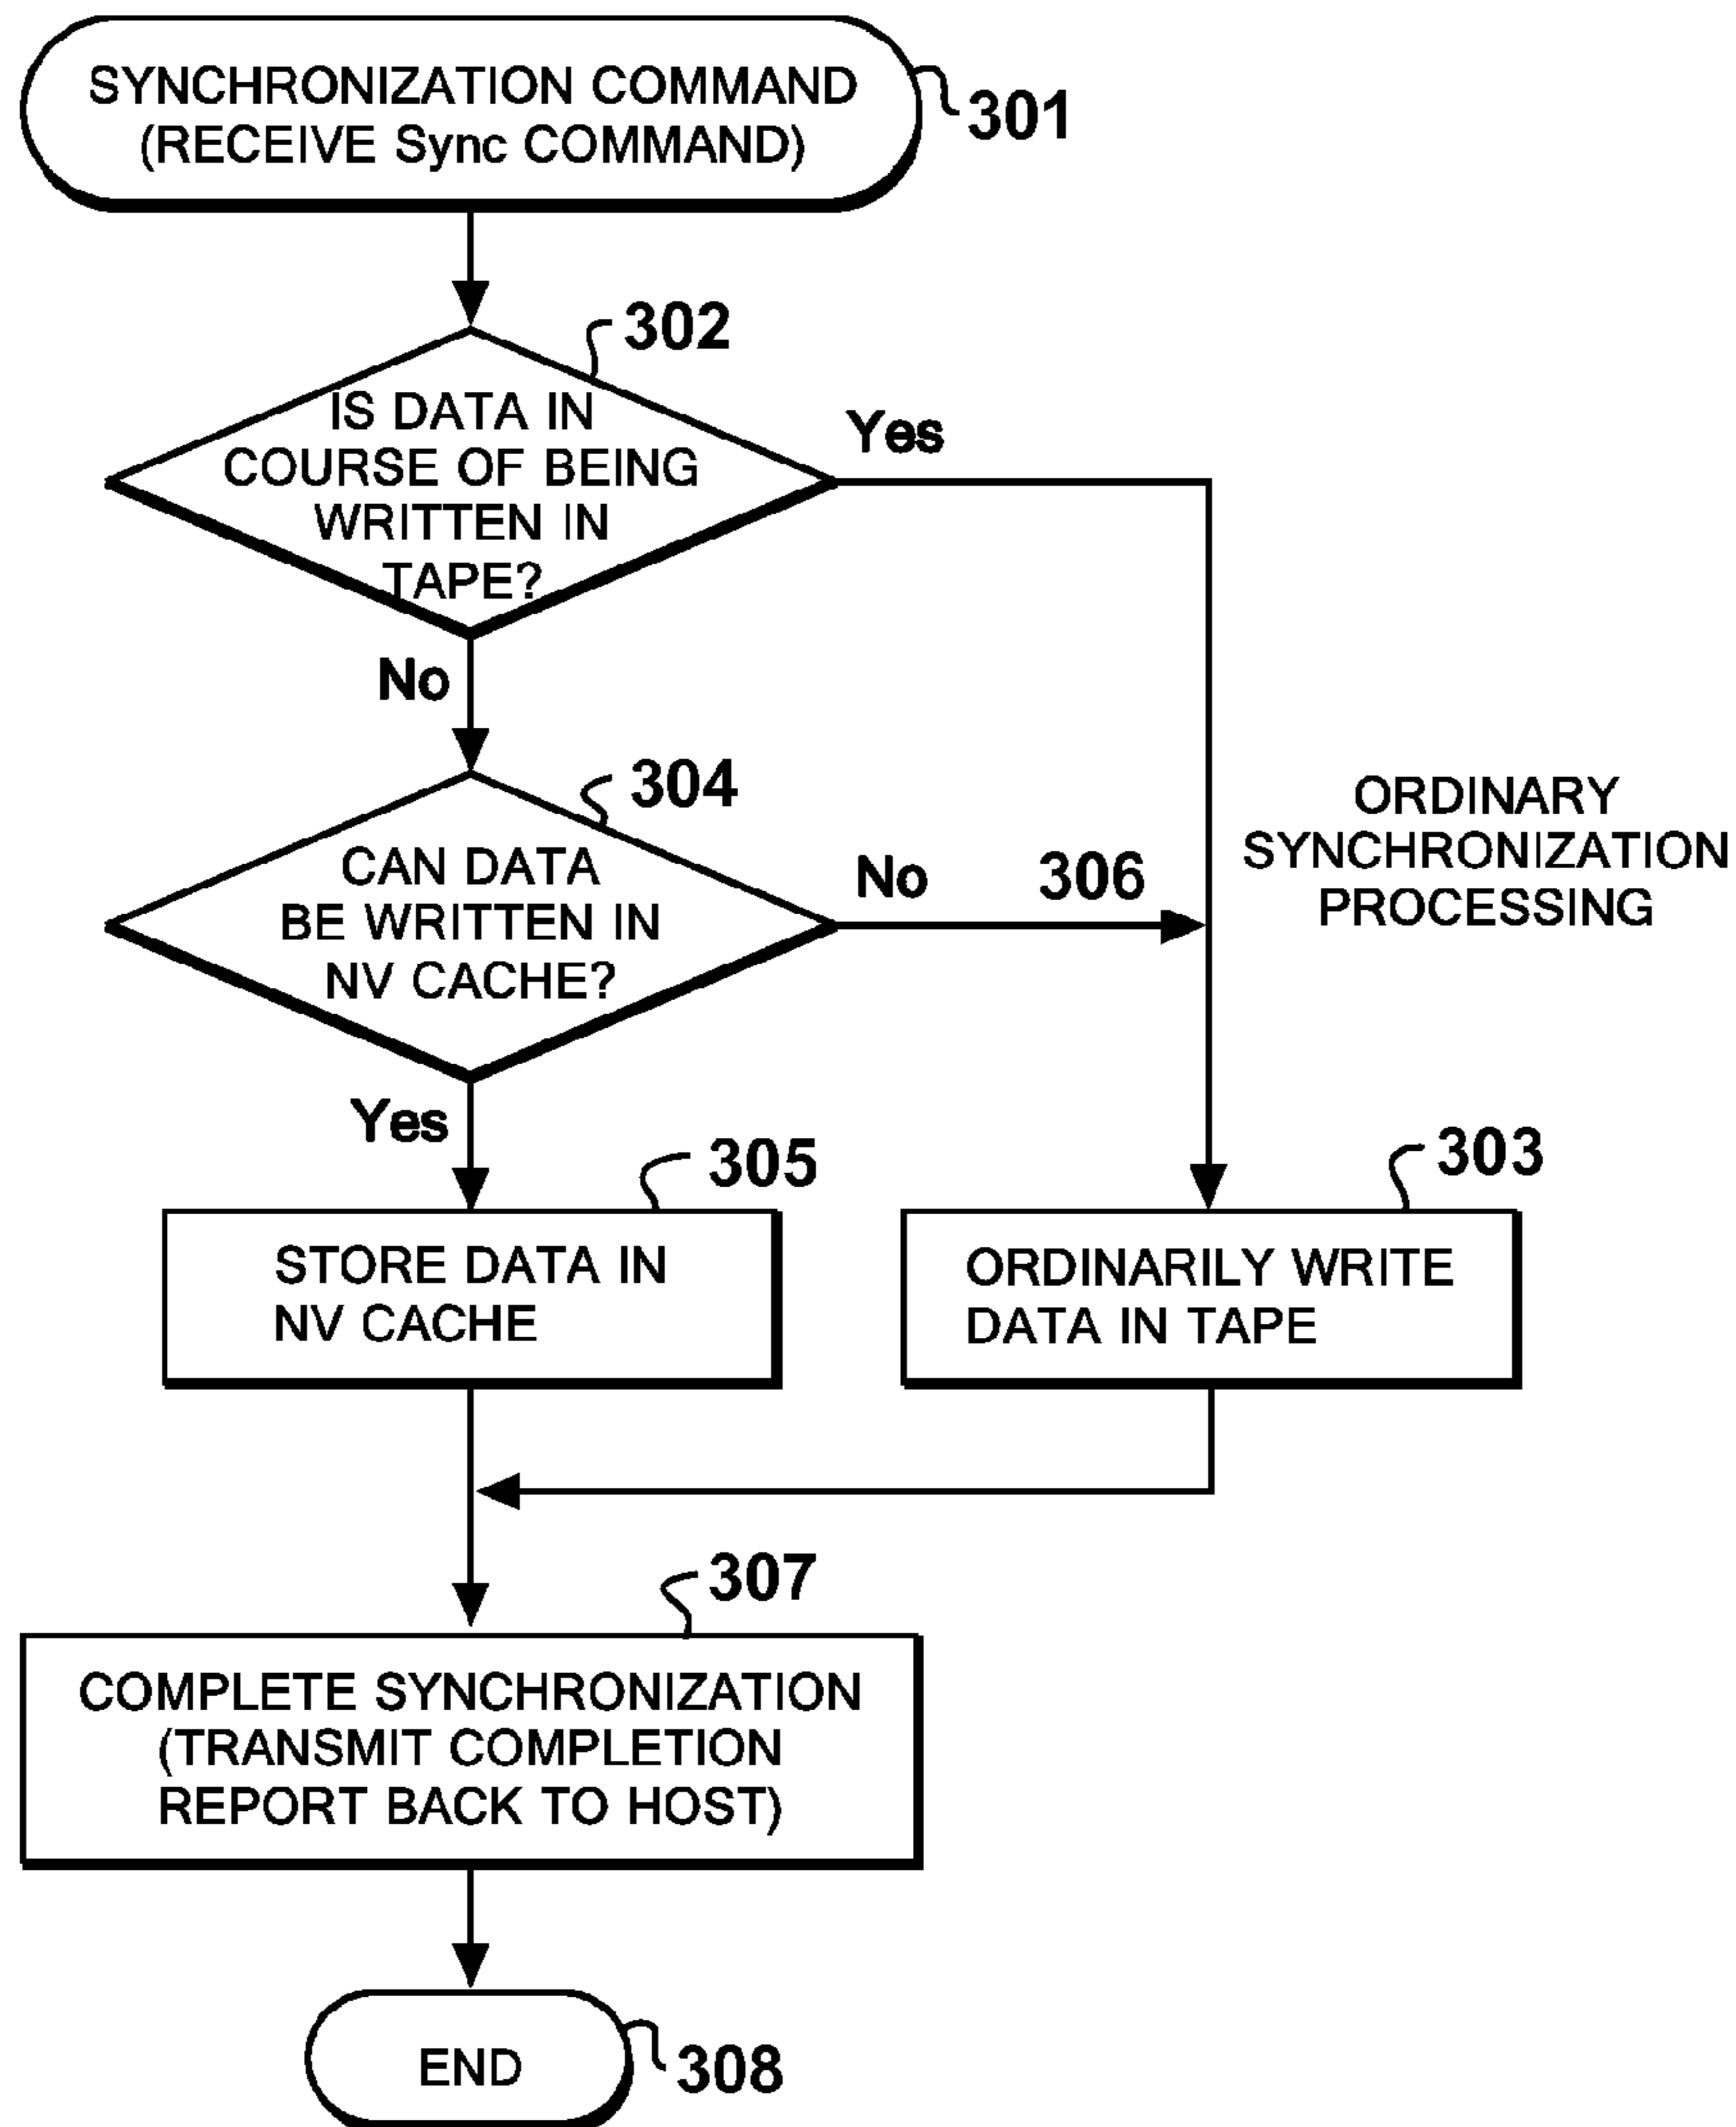 SYNCHRONIZATION COMMAND
(RECEIVE Sync COMMAND)
301
302
IS DATA IN
COURSE OF BEING
WRITTEN IN
TAPE?
Yes
No
304
CAN DATA
BE WRITTEN IN
NV CACHE?
No
306
ORDINARY
SYNCHRONIZATION
PROCESSING
Yes
305
STORE DATA IN
NV CACHE
303
ORDINARILY WRITE
DATA IN TAPE
307
COMPLETE SYNCHRONIZATION
(TRANSMIT COMPLETION
REPORT BACK TO HOST)
END
308